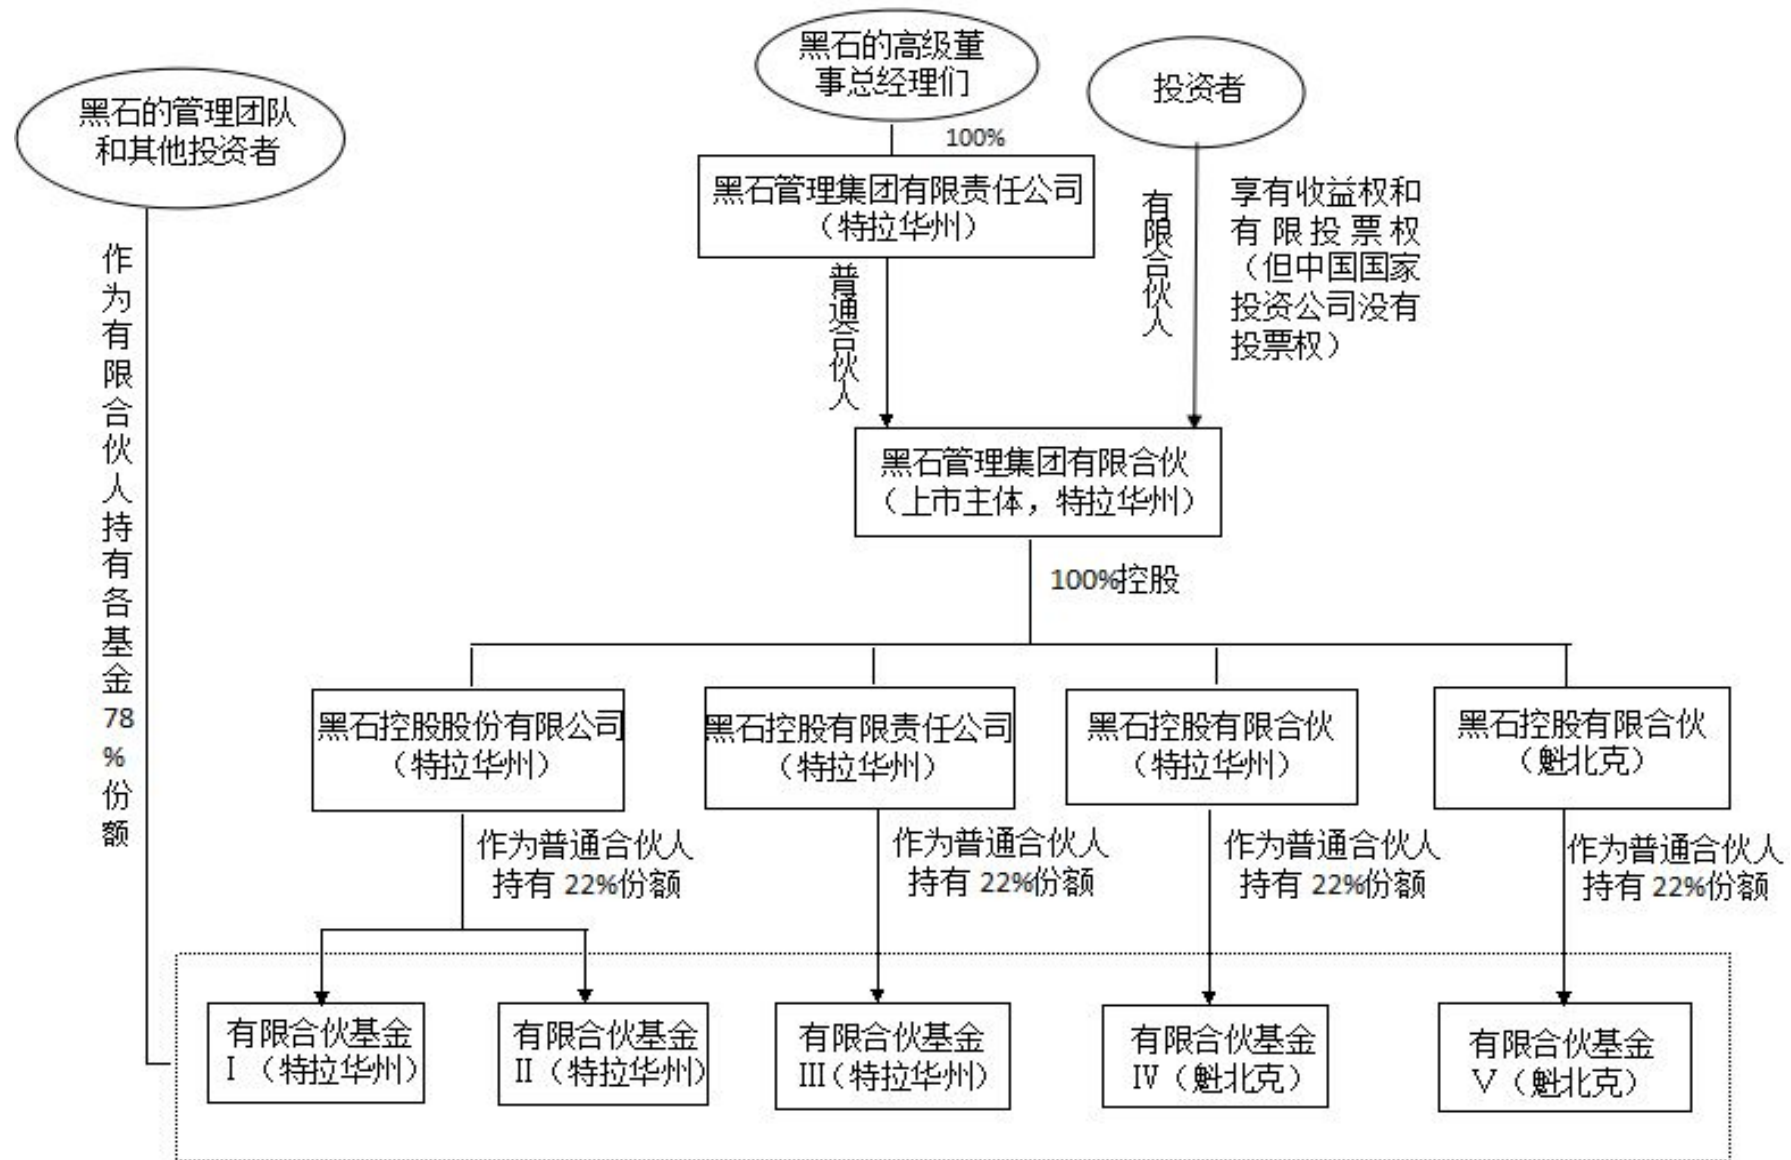 黑石的高级董
事总经理们
投资者
黑石的管理团队
和其他投资者
100%
黑石管理集团有限责任公司
（特拉华州）
有限合伙人
享有收益权和
有限投票权
（但中国国家
投资公司没有
投票权）
普通合伙人
作为有限合伙人持有各基金78%份额
黑石管理集团有限合伙
（上市主体，特拉华州）
100%控股
黑石控股股份有限公司
（特拉华州）
黑石控股有限责任公司
（特拉华州）
黑石控股有限合伙
（特拉华州）
黑石控股有限合伙
（魁北克）
作为普通合伙人
持有 22%份额
作为普通合伙人
持有 22%份额
作为普通合伙人
持有 22%份额
作为普通合伙人
持有 22%份额
有限合伙基金
Ⅰ（特拉华州）
有限合伙基金
Ⅱ（特拉华州）
有限合伙基金
Ⅲ（特拉华州）
有限合伙基金
Ⅳ（魁北克）
有限合伙基金
Ⅴ（魁北克）